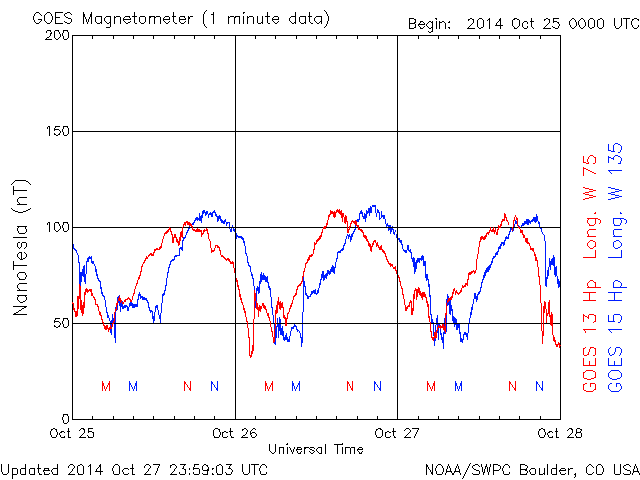 GOES Magnetometer (1 minute data)
Begin: 2014 Oct 25 0000 UTC
200
150
100
50
0
NanoTesla (nT)
M M N N M M N N M M N N
Oct 25 Oct 26 Oct 27 Oct 28
Universal Time
GOES 13 Hp Long. W 75
GOES 15 Hp Long. W 135
Updated 2014 Oct 27 23:59:03 UTC
NOAA/SWPC Boulder, CO USA